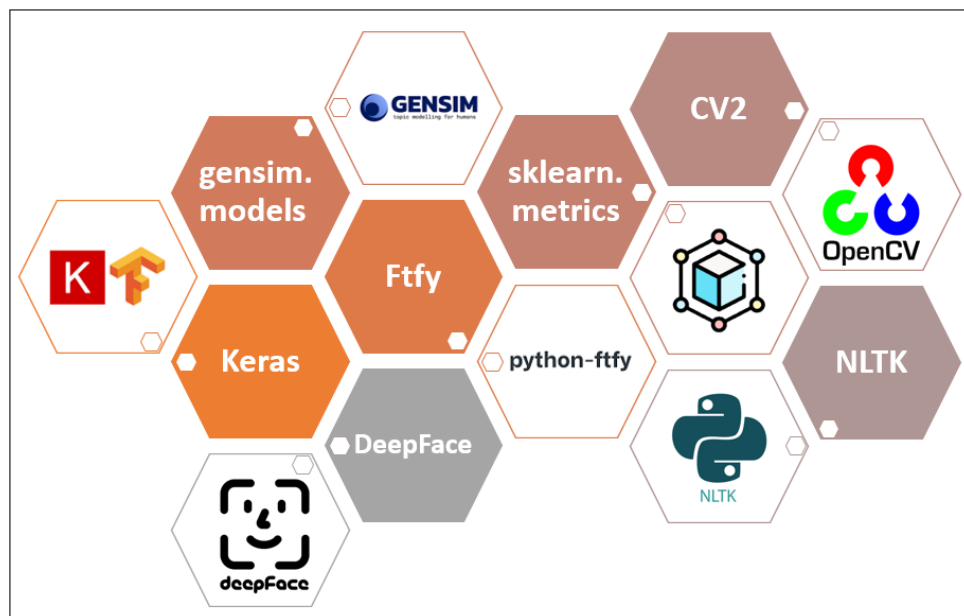 GENSIM
topic modelling for humans
CV2
gensim.
models
sklearn.
metrics
OpenCV
K
Ftfy
Keras
python-ftfy
NLTK
DeepFace
NLTK
deepFace